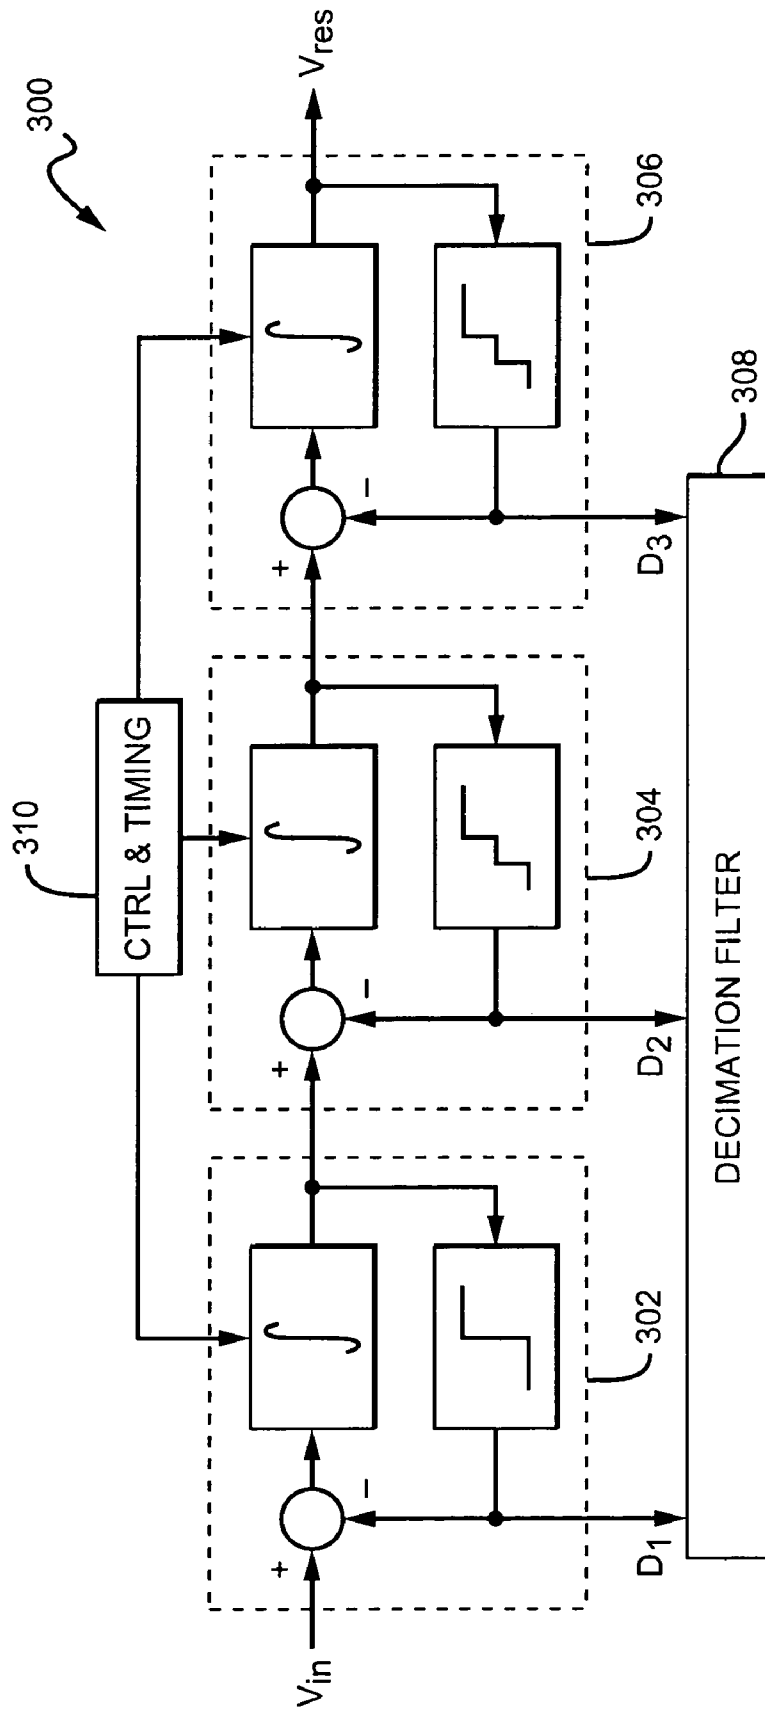 300
310
CTRL & TIMING
Vin
+
-
+
-
+
-
Vres
302
304
306
D1
D2
D3
308
DECIMATION FILTER